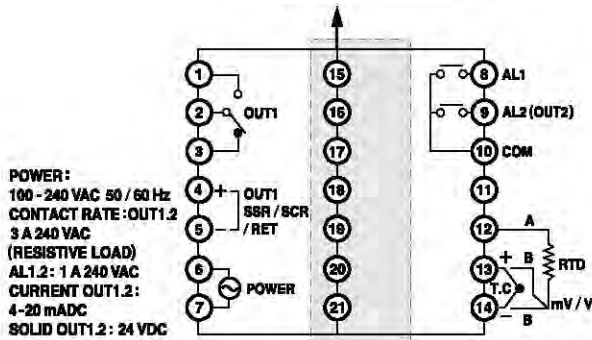 1
2
3
4
5
6
7
OUT1
+
-
OUT1
SSR / SCR
/ RET
POWER
POWER:
100 - 240 VAC 50 / 60 Hz
CONTACT RATE : OUT1.2
3 A 240 VAC
(RESISTIVE LOAD)
AL1.2 : 1 A 240 VAC
CURRENT OUT1.2 :
4-20 mADC
SOLID OUT1.2 : 24 VDC
15
16
17
18
19
20
21
8
9
10
11
12
13
14
AL1
AL2 (OUT2)
COM
A
+
B
T.C
RTD
mV / V
-
B